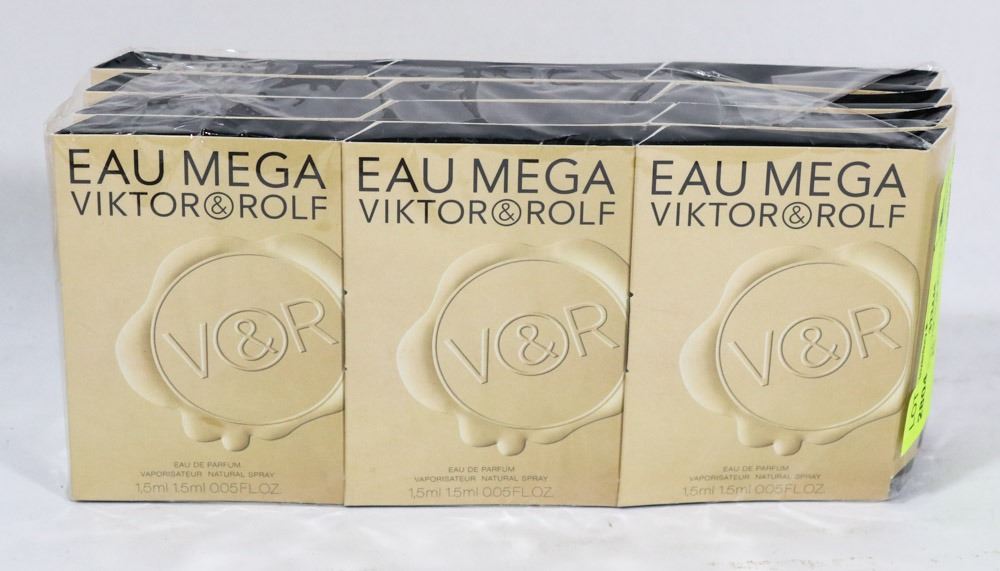 EAU MEGA
VIKTOR&ROLF
V&R
EAU DE PARFUM
VAPORISATEUR NATURAL SPRAY
1,5ml 1.5ml 0.05FL.OZ.
EAU MEGA
VIKTOR&ROLF
V&R
EAU DE PARFUM
VAPORISATEUR NATURAL SPRAY
1,5ml 1.5ml 0.05FL.OZ.
EAU MEGA
VIKTOR&ROLF
V&R
EAU DE PARFUM
VAPORISATEUR NATURAL SPRAY
1,5ml 1.5ml 0.05FL.OZ.
LOT